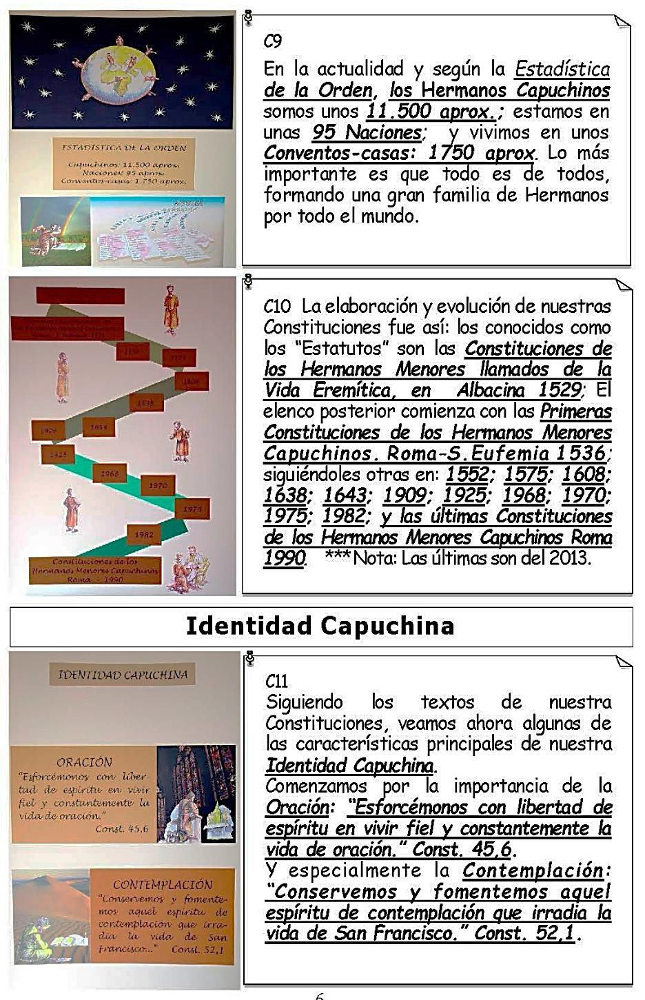 ESTADÍSTICA DE LA ORDEN
Capuchinos: 11.500 aprox.
Naciones: 95 aprox.
Conventos-casas: 1.750 aprox.
C9
En la actualidad y según la Estadística
de la Orden, los Hermanos Capuchinos
somos unos 11.500 aprox.; estamos en
unas 95 Naciones; y vivimos en unos
Conventos-casas: 1750 aprox. Lo más
importante es que todo es de todos,
formando una gran familia de Hermanos
por todo el mundo.
1909
1925
1968
1970
1975
1982
Constituciones de los
Hermanos Menores Capuchinos
Roma - 1990
C10 La elaboración y evolución de nuestras
Constituciones fue así: los conocidos como
los “Estatutos” son las Constituciones de
los Hermanos Menores llamados de la
Vida Eremítica, en Albacina 1529; El
elenco posterior comienza con las Primeras
Constituciones de los Hermanos Menores
Capuchinos. Roma-S.Eufemia 1536;
siguiéndoles otras en: 1552; 1575; 1608;
1638; 1643; 1909; 1925; 1968; 1970;
1975; 1982; y las últimas Constituciones
de los Hermanos Menores Capuchinos Roma
1990. ***Nota: Las últimas son del 2013.
Identidad Capuchina
IDENTIDAD CAPUCHINA
ORACIÓN
“Esforcémonos con liber-
tad de espíritu en vivir
fiel y constantemente la
vida de oración.”
Const. 45,6
CONTEMPLACIÓN
“Conservemos y fomente-
mos aquel espíritu de
contemplación que irra-
dia la vida de San
Francisco...” Const. 52,1
C11
Siguiendo los textos de nuestra
Constituciones, veamos ahora algunas de
las características principales de nuestra
Identidad Capuchina.
Comenzamos por la importancia de la
Oración: “Esforcémonos con libertad de
espíritu en vivir fiel y constantemente la
vida de oración.” Const. 45,6.
Y especialmente la Contemplación:
“Conservemos y fomentemos aquel
espíritu de contemplación que irradia la
vida de San Francisco.” Const. 52,1.
6